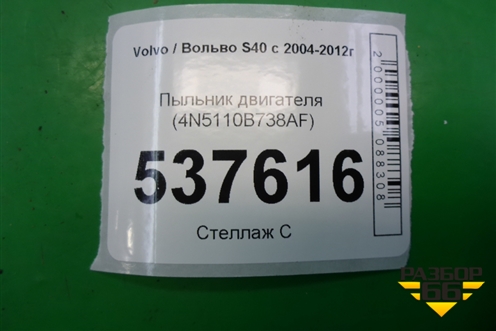 Volvo / Вольво S40 с 2004-2012г
Пыльник двигателя
(4N5110B738AF)
537616
Стеллаж С
2000005088308
РАЗБОР
66